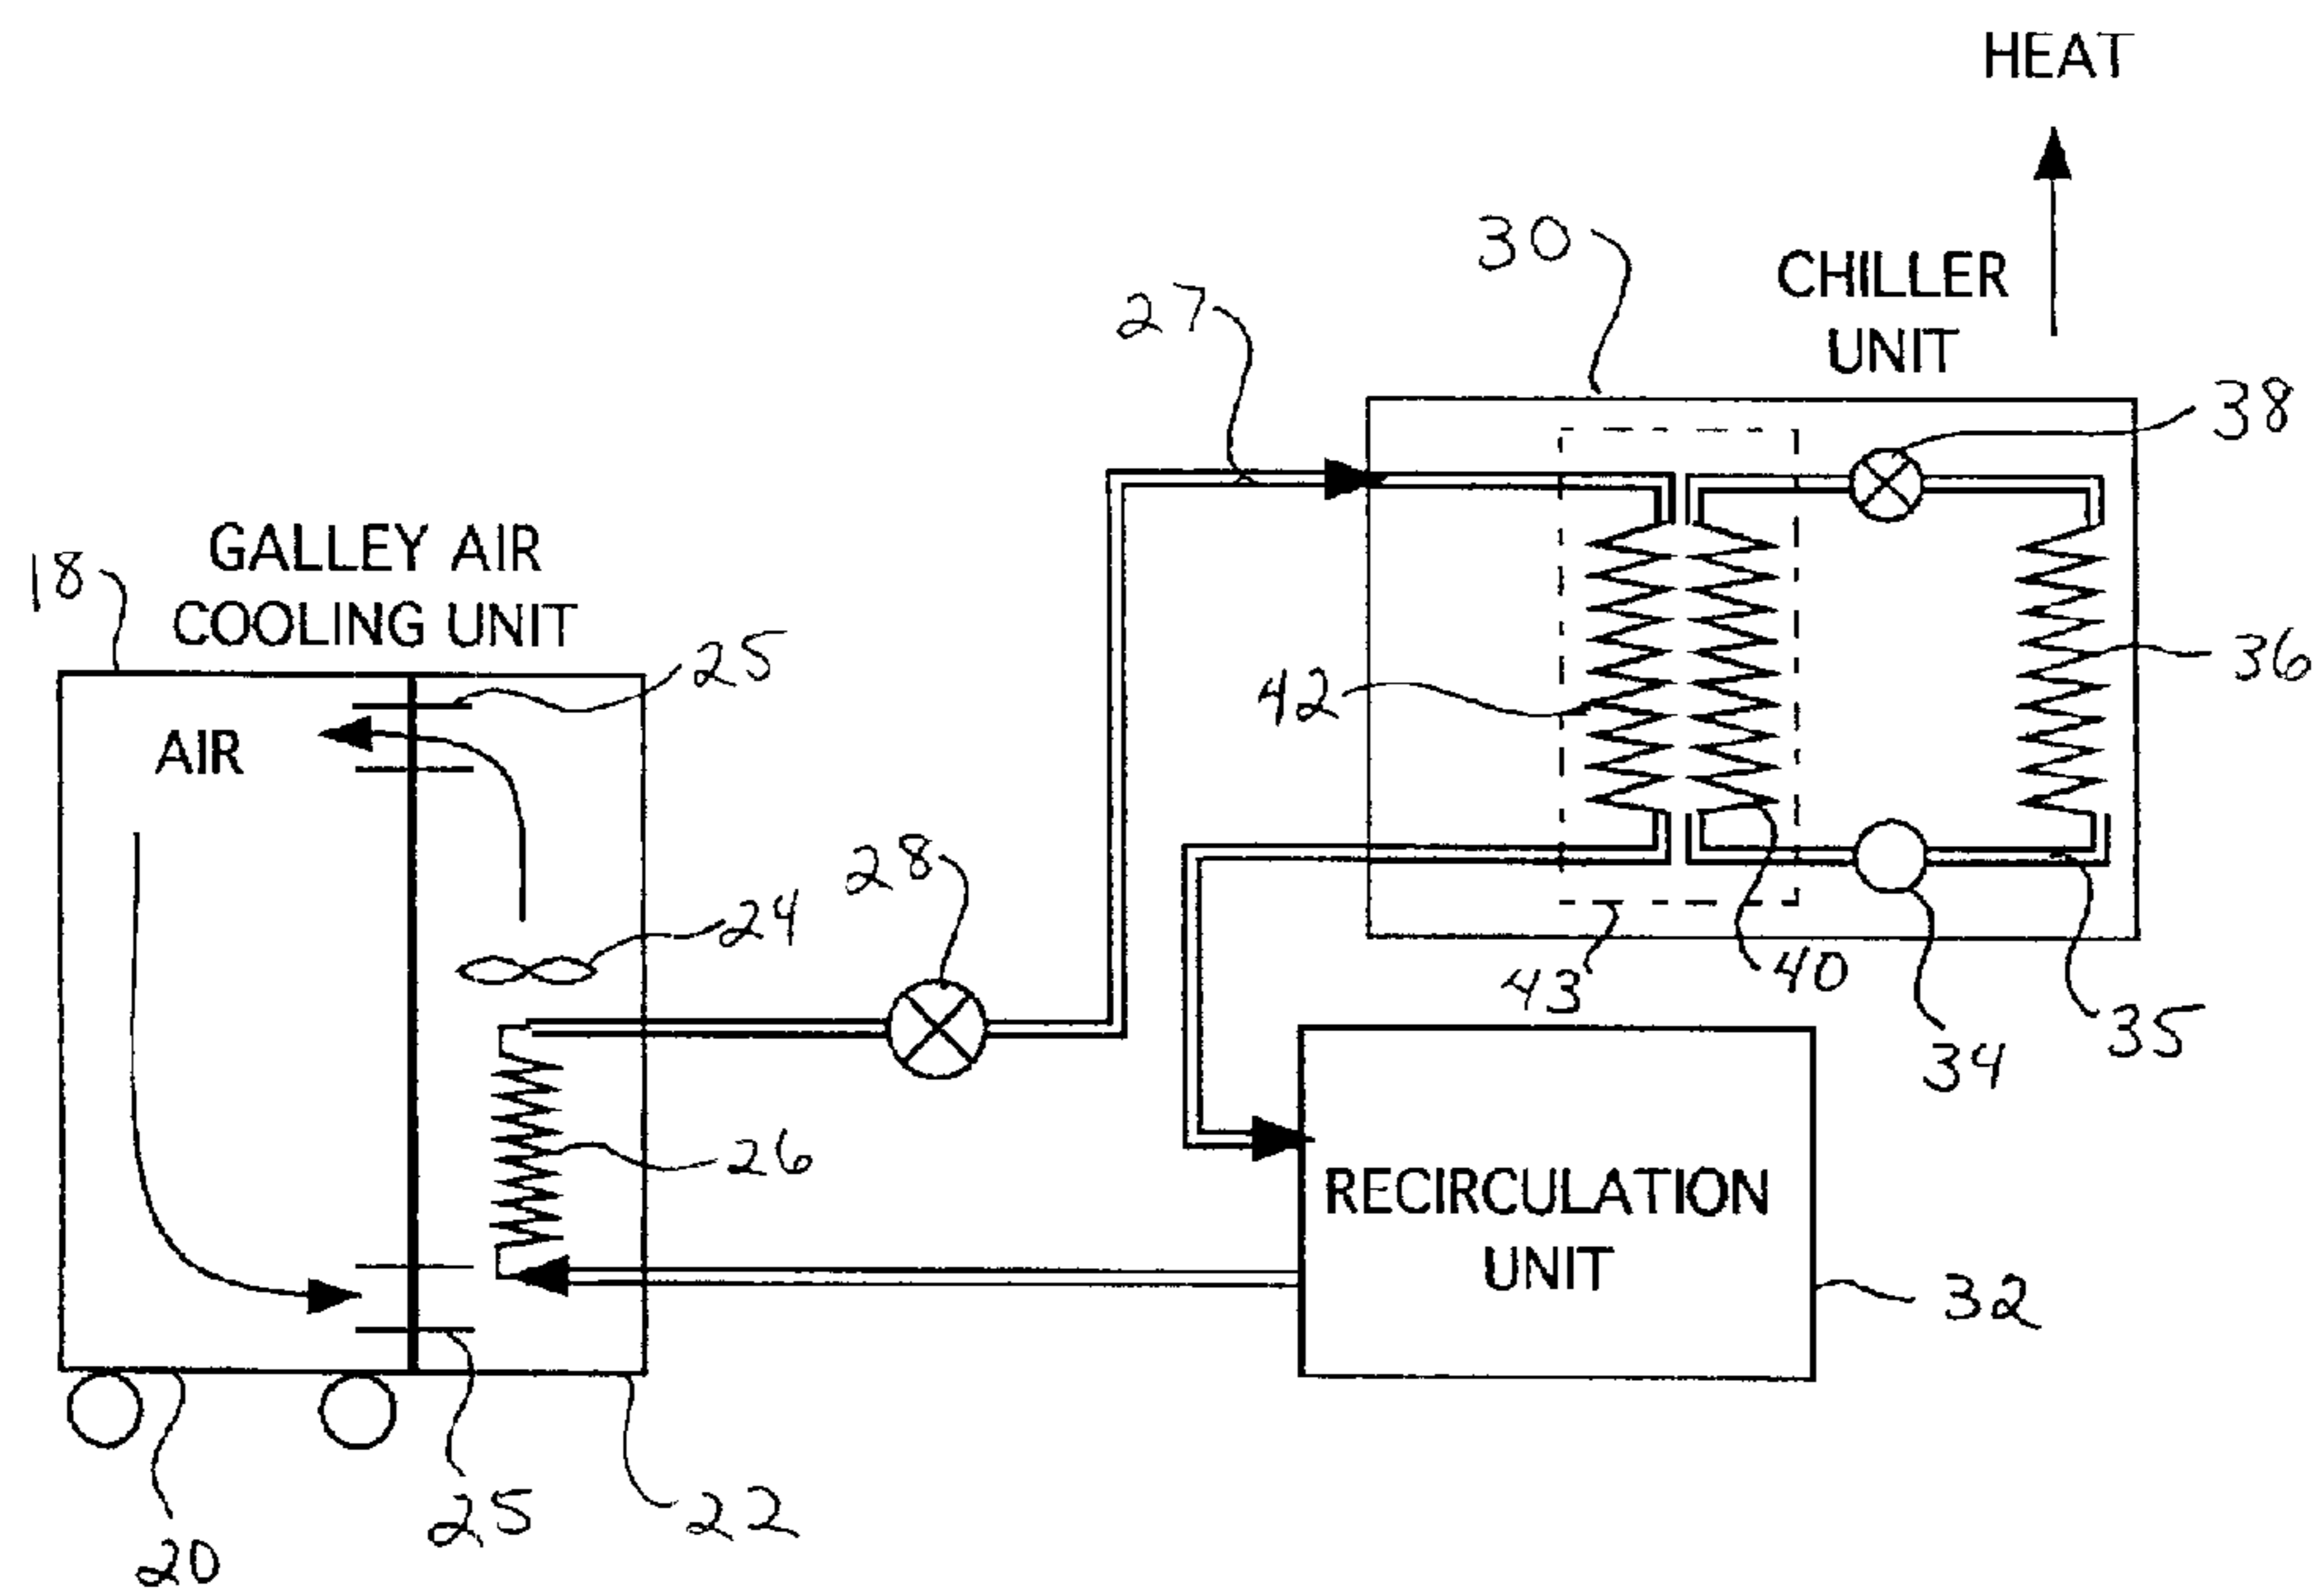 HEAT
30
CHILLER
UNIT
27
38
GALLEY AIR
COOLING UNIT
18
25
36
42
AIR
28
24
43
40
35
34
26
RECIRCULATION
UNIT
32
25
22
20